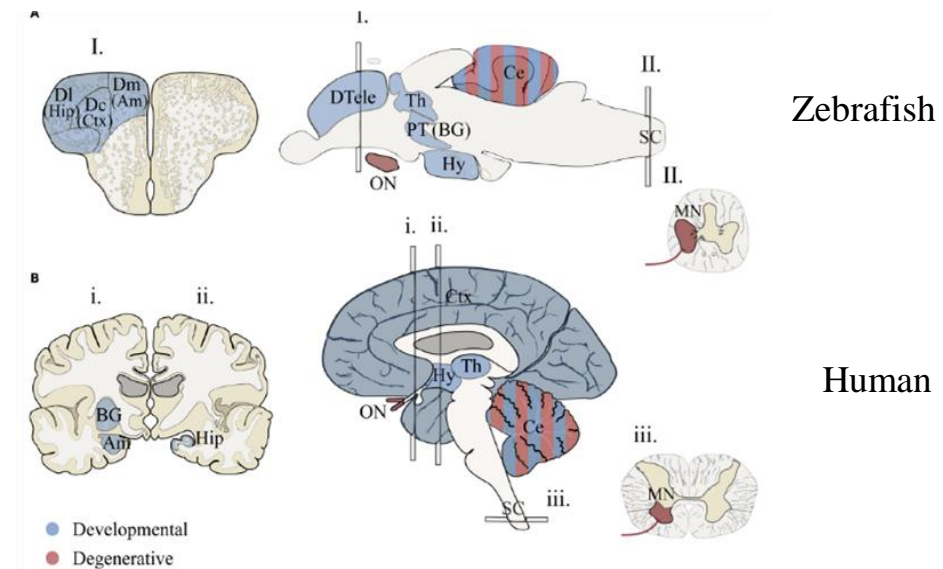 A
I.
Dl
(Hip)
Dc
(Ctx)
Dm
(Am)
I.
DTele
Th
PT (BG)
Hy
ON
Ce
II.
SC
II.
MN
Zebrafish
B
i.
ii.
BG
Am
Hip
i. ii.
Ctx
Hy
Th
ON
Ce
SC
iii.
iii.
MN
Human
Developmental
Degenerative